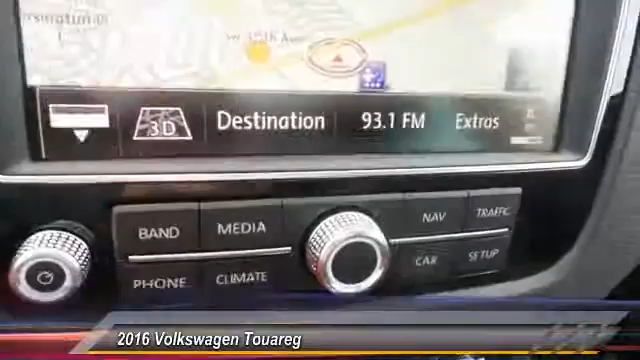 3D Destination 93.1 FM Extras
BAND MEDIA NAV TRAFFIC
PHONE CLIMATE CAR SETUP
2016 Volkswagen Touareg